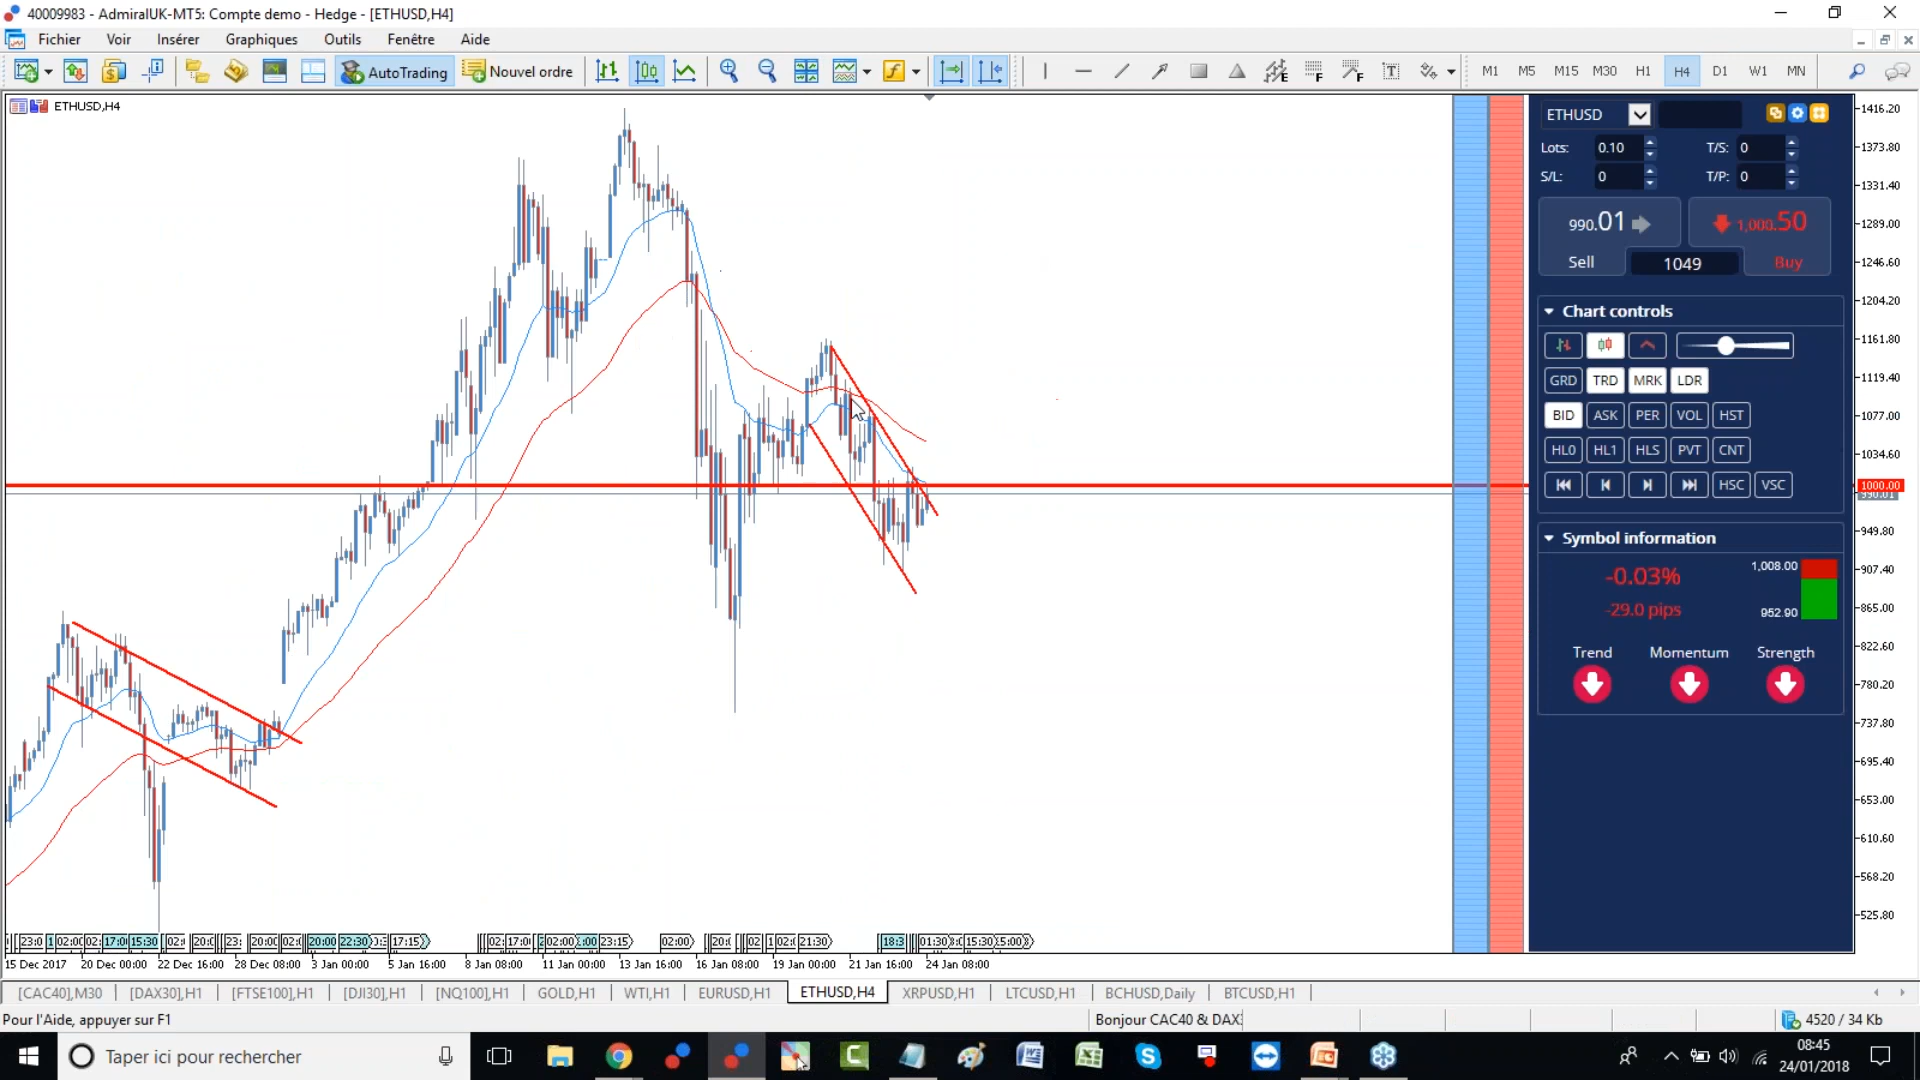 40009983 - AdmiralUK-MT5: Compte demo - Hedge - [ETHUSD,H4]
Fichier Voir Insérer Graphiques Outils Fenêtre Aide
AutoTrading Nouvel ordre M1 M5 M15 M30 H1 H4 D1 W1 MN
ETHUSD,H4
1416.20
1373.80
1331.40
1289.00
1246.60
1204.20
1161.80
1119.40
1077.00
1034.60
1000.00
990.01
949.80
907.40
865.00
822.60
780.20
737.80
695.40
653.00
610.60
568.20
525.80
ETHUSD
Lots: 0.10 T/S: 0
S/L: 0 T/P: 0
990.01 1,000.50
Sell 1049 Buy
Chart controls
GRD TRD MRK LDR
BID ASK PER VOL HST
HL0 HL1 HLS PVT CNT
HSC VSC
Symbol information
-0.03% 1,008.00
-29.0 pips 952.90
Trend Momentum Strength
15 Dec 2017 20 Dec 00:00 22 Dec 16:00 28 Dec 08:00 3 Jan 00:00 5 Jan 16:00 8 Jan 08:00 11 Jan 00:00 13 Jan 16:00 16 Jan 08:00 19 Jan 00:00 21 Jan 16:00 24 Jan 08:00
[CAC40],M30 [DAX30],H1 [FTSE100],H1 [DJI30],H1 [NQ100],H1 GOLD,H1 WTI,H1 EURUSD,H1 ETHUSD,H4 XRPUSD,H1 LTCUSD,H1 BCHUSD,Daily BTCUSD,H1
Pour l'Aide, appuyer sur F1 Bonjour CAC40 & DAX 4520 / 34 Kb
Taper ici pour rechercher
08:45
24/01/2018